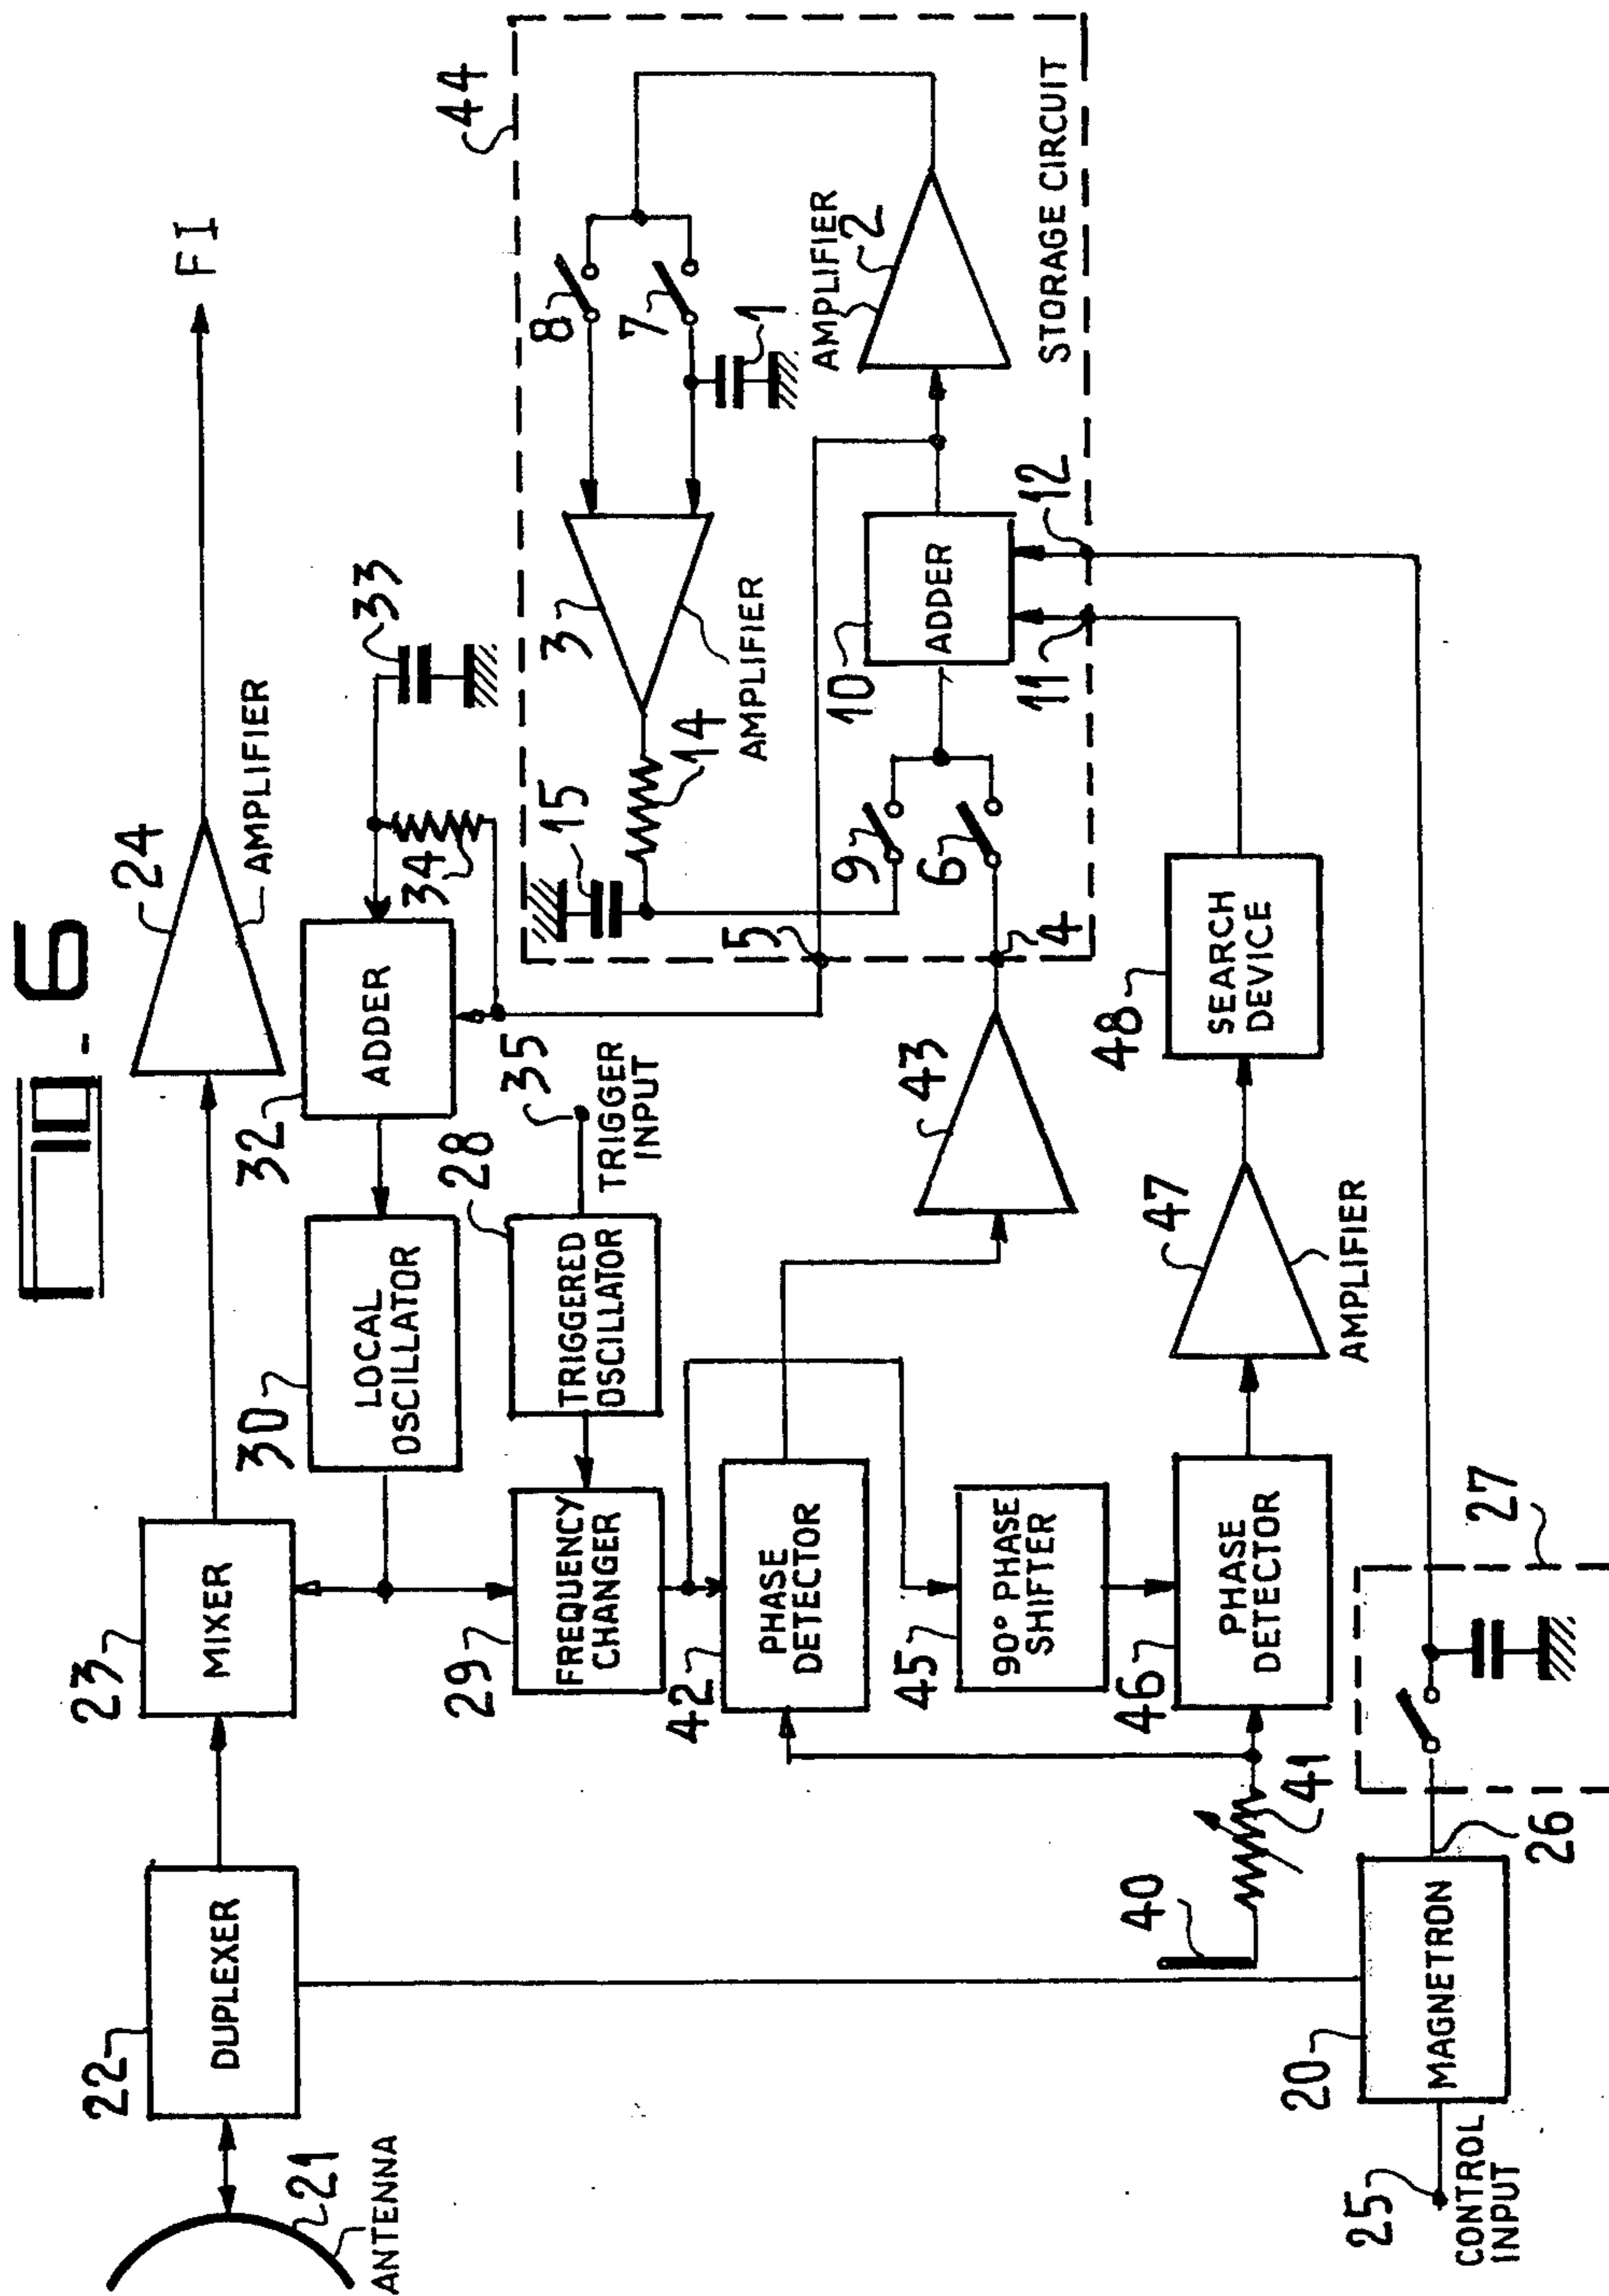 FIG. 6
21
ANTENNA
22
DUPLEXER
23
MIXER
24
AMPLIFIER
FI
30
LOCAL
OSCILLATOR
32
ADDER
33
34
29
FREQUENCY
CHANGER
28
TRIGGERED
OSCILLATOR
35
TRIGGER
INPUT
44
8
7
1
3
AMPLIFIER
14
15
5
9
6
4
10
ADDER
11
12
AMPLIFIER
2
STORAGE CIRCUIT
42
PHASE
DETECTOR
43
45
90° PHASE
SHIFTER
46
PHASE
DETECTOR
47
AMPLIFIER
48
SEARCH
DEVICE
40
41
20
MAGNETRON
25
CONTROL
INPUT
26
27